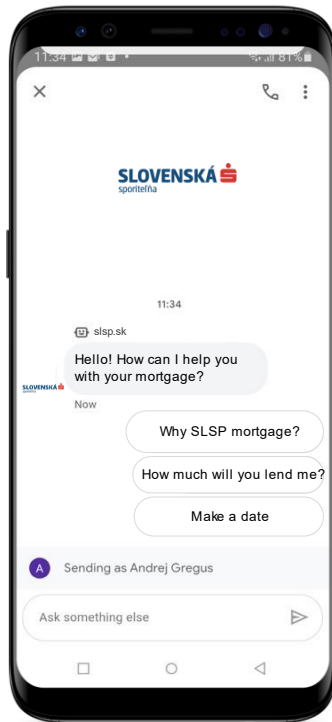 11:34
81%
SLOVENSKÁ
sporiteľňa
11:34
slsp.sk
Hello! How can I help you
with your mortgage?
SLOVENSKÁ
sporiteľňa
Now
Why SLSP mortgage?
How much will you lend me?
Make a date
A
Sending as Andrej Gregus
Ask something else